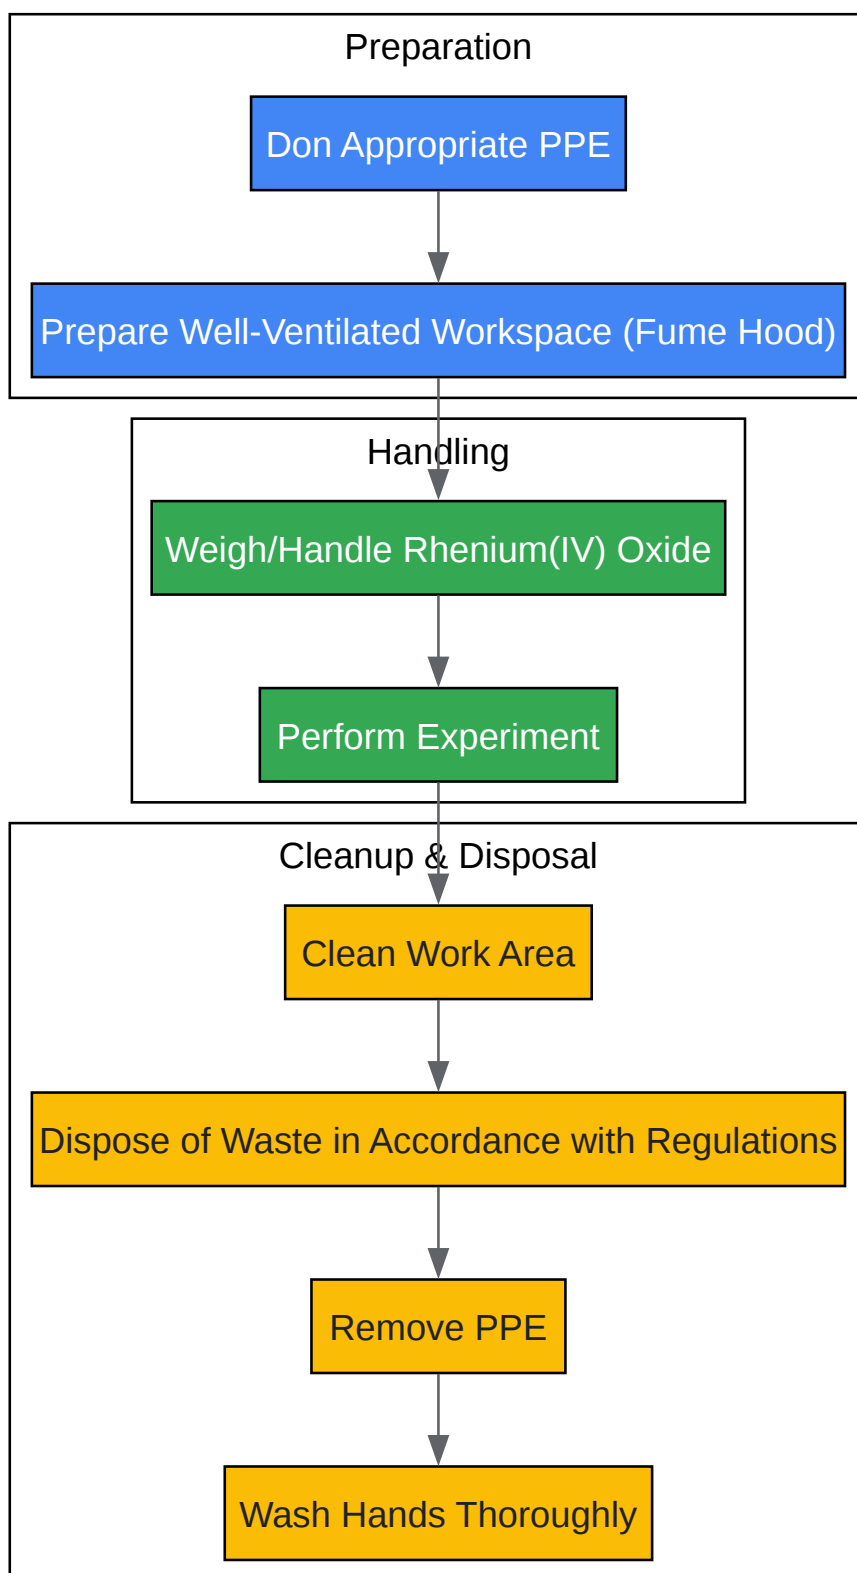 Preparation
Don Appropriate PPE
Prepare Well-Ventilated Workspace (Fume Hood)
Handling
Weigh/Handle Rhenium(IV) Oxide
Perform Experiment
Cleanup & Disposal
Clean Work Area
Dispose of Waste in Accordance with Regulations
Remove PPE
Wash Hands Thoroughly